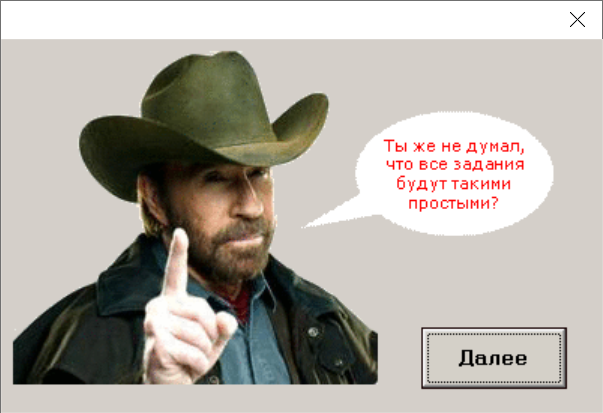 Ты же не думал,
что все задания
будут такими
простыми?
Далее